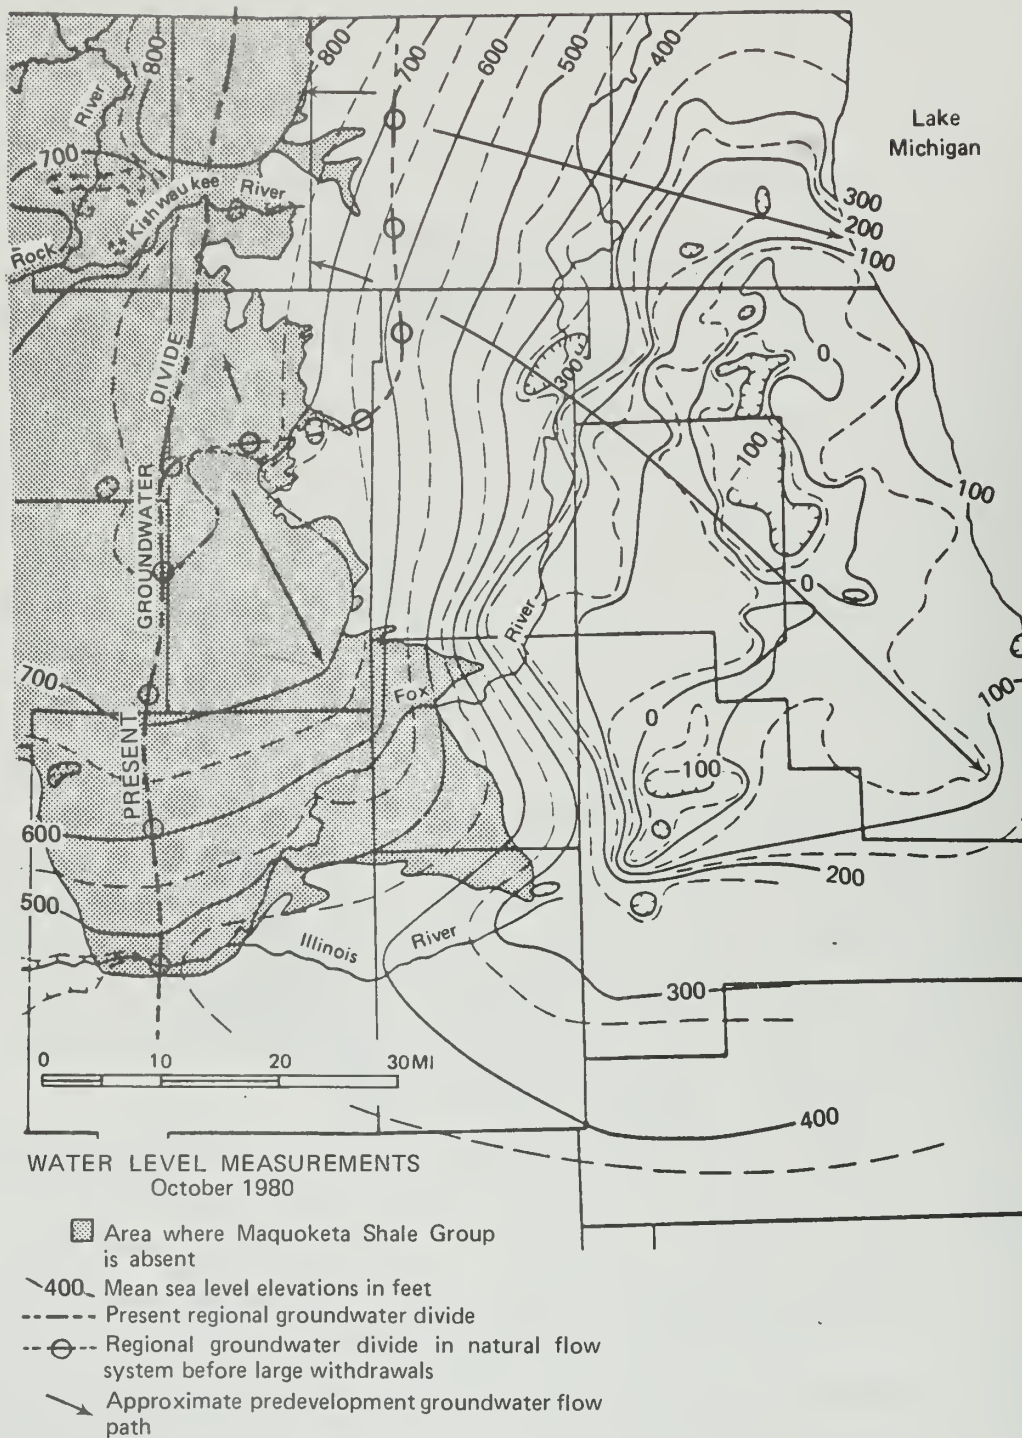 800
800
700
600
500
400
Lake
Michigan
River
700
Kishwaukee
River
Rock
300
200
100
0
300
DIVIDE
100
100
GROUNDWATER
0
River
700
Fox
100
0
PRESENT
100
600
200
500
Illinois
River
300
0 10 20 30MI
400
WATER LEVEL MEASUREMENTS
October 1980
Area where Maquoketa Shale Group
is absent
400 Mean sea level elevations in feet
Present regional groundwater divide
Regional groundwater divide in natural flow
system before large withdrawals
Approximate predevelopment groundwater flow
path